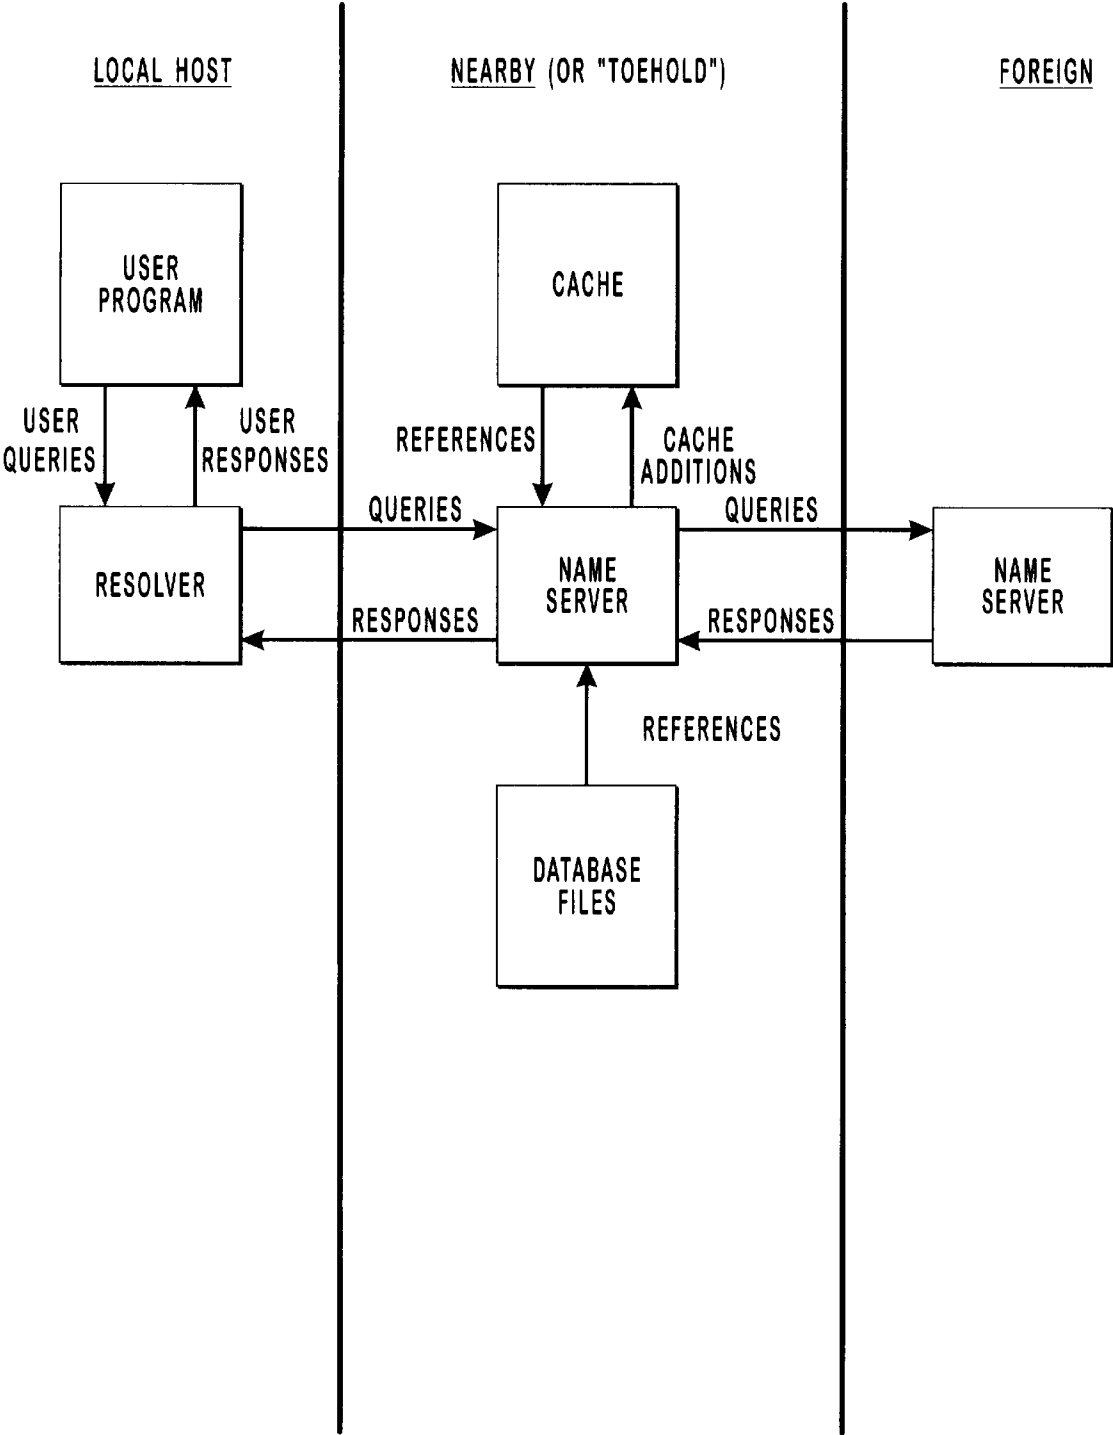 LOCAL HOST
NEARBY (OR "TOEHOLD")
FOREIGN
USER
PROGRAM
CACHE
USER
QUERIES
USER
RESPONSES
REFERENCES
CACHE
ADDITIONS
QUERIES
QUERIES
RESOLVER
NAME
SERVER
NAME
SERVER
RESPONSES
RESPONSES
REFERENCES
DATABASE
FILES